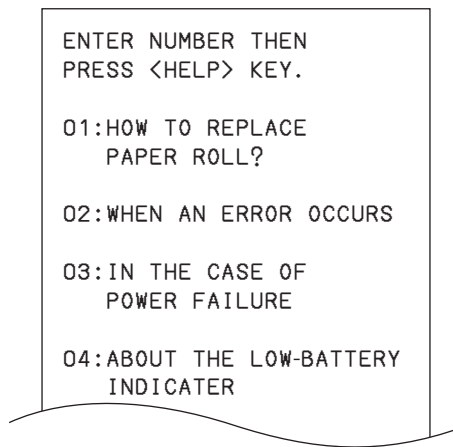 ENTER NUMBER THEN
PRESS <HELP> KEY.
01:HOW TO REPLACE
PAPER ROLL?
02:WHEN AN ERROR OCCURS
03:IN THE CASE OF
POWER FAILURE
04:ABOUT THE LOW-BATTERY
INDICATER